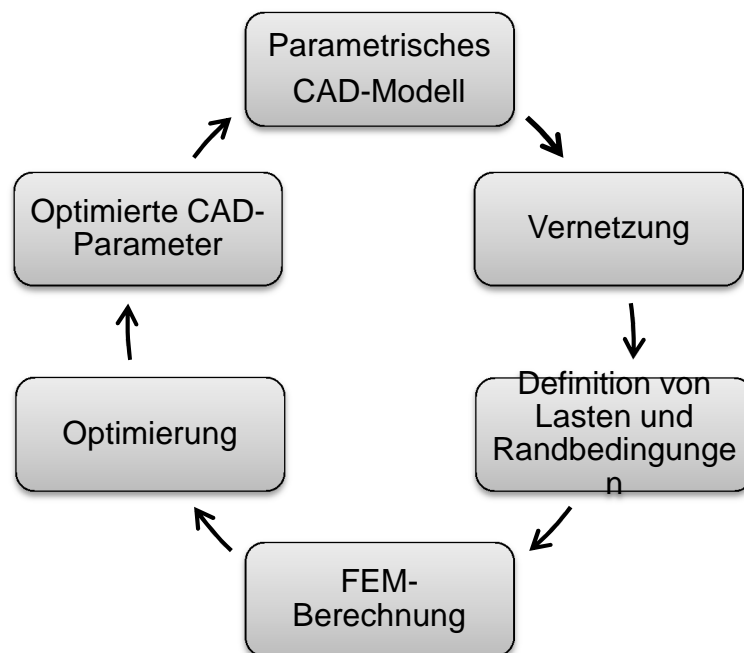 Parametrisches
CAD-Modell
Vernetzung
Definition von
Lasten und
Randbedingunge
n
FEM-
Berechnung
Optimierung
Optimierte CAD-
Parameter